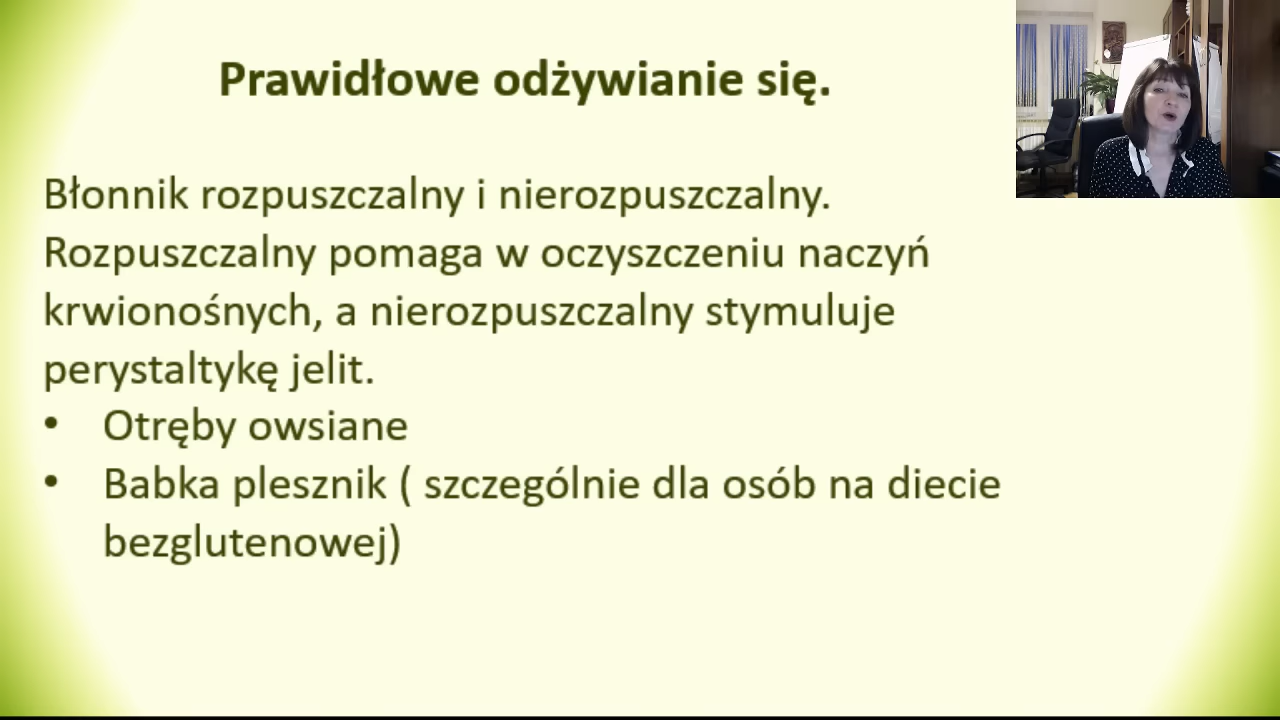 Prawidłowe odżywianie się.
Błonnik rozpuszczalny i nierozpuszczalny.
Rozpuszczalny pomaga w oczyszczeniu naczyń
krwionośnych, a nierozpuszczalny stymuluje
perystaltykę jelit.
• Otręby owsiane
• Babka plesznik ( szczególnie dla osób na diecie
bezglutenowej)